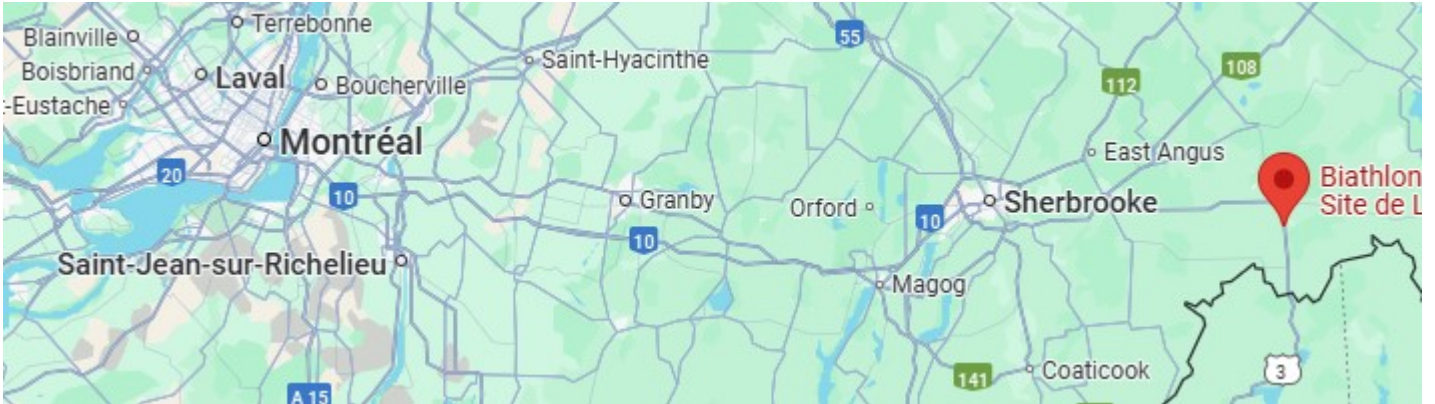 Terrebonne
Blainville
55
Boisbriand
Saint-Hyacinthe
Laval
Boucherville
108
112
-Eustache
Montréal
East Angus
20
Biathlon
10
Granby
Orford
10
Sherbrooke
Site de L
10
Saint-Jean-sur-Richelieu
Magog
141
Coaticook
3
A 15